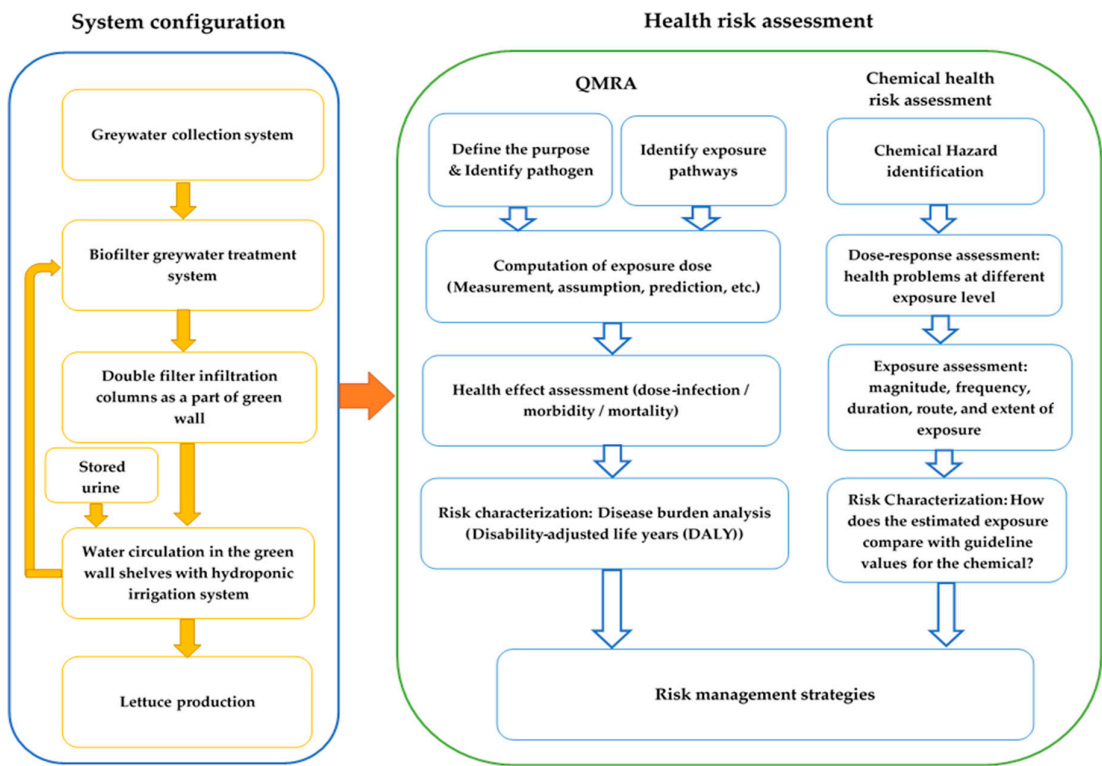 System configuration
Greywater collection system
Biofilter greywater treatment
system
Double filter infiltration
columns as a part of green
wall
Stored
urine
Water circulation in the green
wall shelves with hydroponic
irrigation system
Lettuce production
Health risk assessment
QMRA
Define the purpose
& Identify pathogen
Identify exposure
pathways
Computation of exposure dose
(Measurement, assumption, prediction, etc.)
Health effect assessment (dose-infection /
morbidity / mortality)
Risk characterization: Disease burden analysis
(Disability-adjusted life years (DALY))
Chemical health
risk assessment
Chemical Hazard
identification
Dose-response assessment:
health problems at different
exposure level
Exposure assessment:
magnitude, frequency,
duration, route, and extent of
exposure
Risk Characterization: How
does the estimated exposure
compare with guideline
values for the chemical?
Risk management strategies